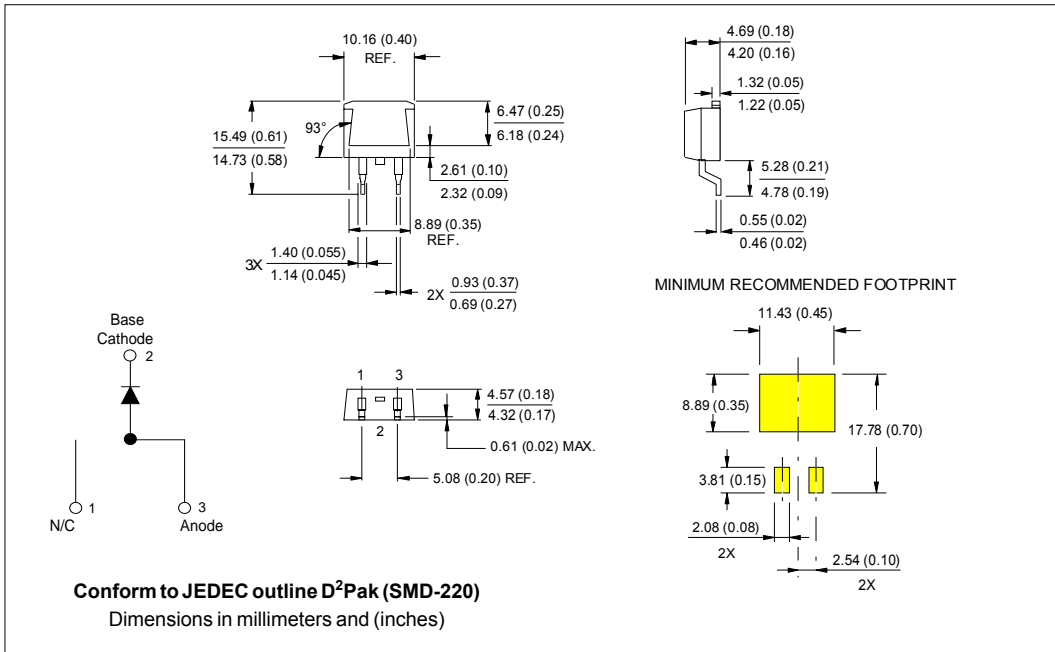 10.16 (0.40)
REF.
4.69 (0.18)
4.20 (0.16)
1.32 (0.05)
1.22 (0.05)
15.49 (0.61)
14.73 (0.58)
93°
6.47 (0.25)
6.18 (0.24)
2.61 (0.10)
2.32 (0.09)
5.28 (0.21)
4.78 (0.19)
8.89 (0.35)
REF.
0.55 (0.02)
0.46 (0.02)
3X 1.40 (0.055)
1.14 (0.045)
2X 0.93 (0.37)
0.69 (0.27)
MINIMUM RECOMMENDED FOOTPRINT
11.43 (0.45)
8.89 (0.35)
17.78 (0.70)
3.81 (0.15)
2.08 (0.08)
2X
2.54 (0.10)
2X
Base
Cathode
2
1
N/C
3
Anode
1 3
2
4.57 (0.18)
4.32 (0.17)
0.61 (0.02) MAX.
5.08 (0.20) REF.
Conform to JEDEC outline D²Pak (SMD-220)
Dimensions in millimeters and (inches)